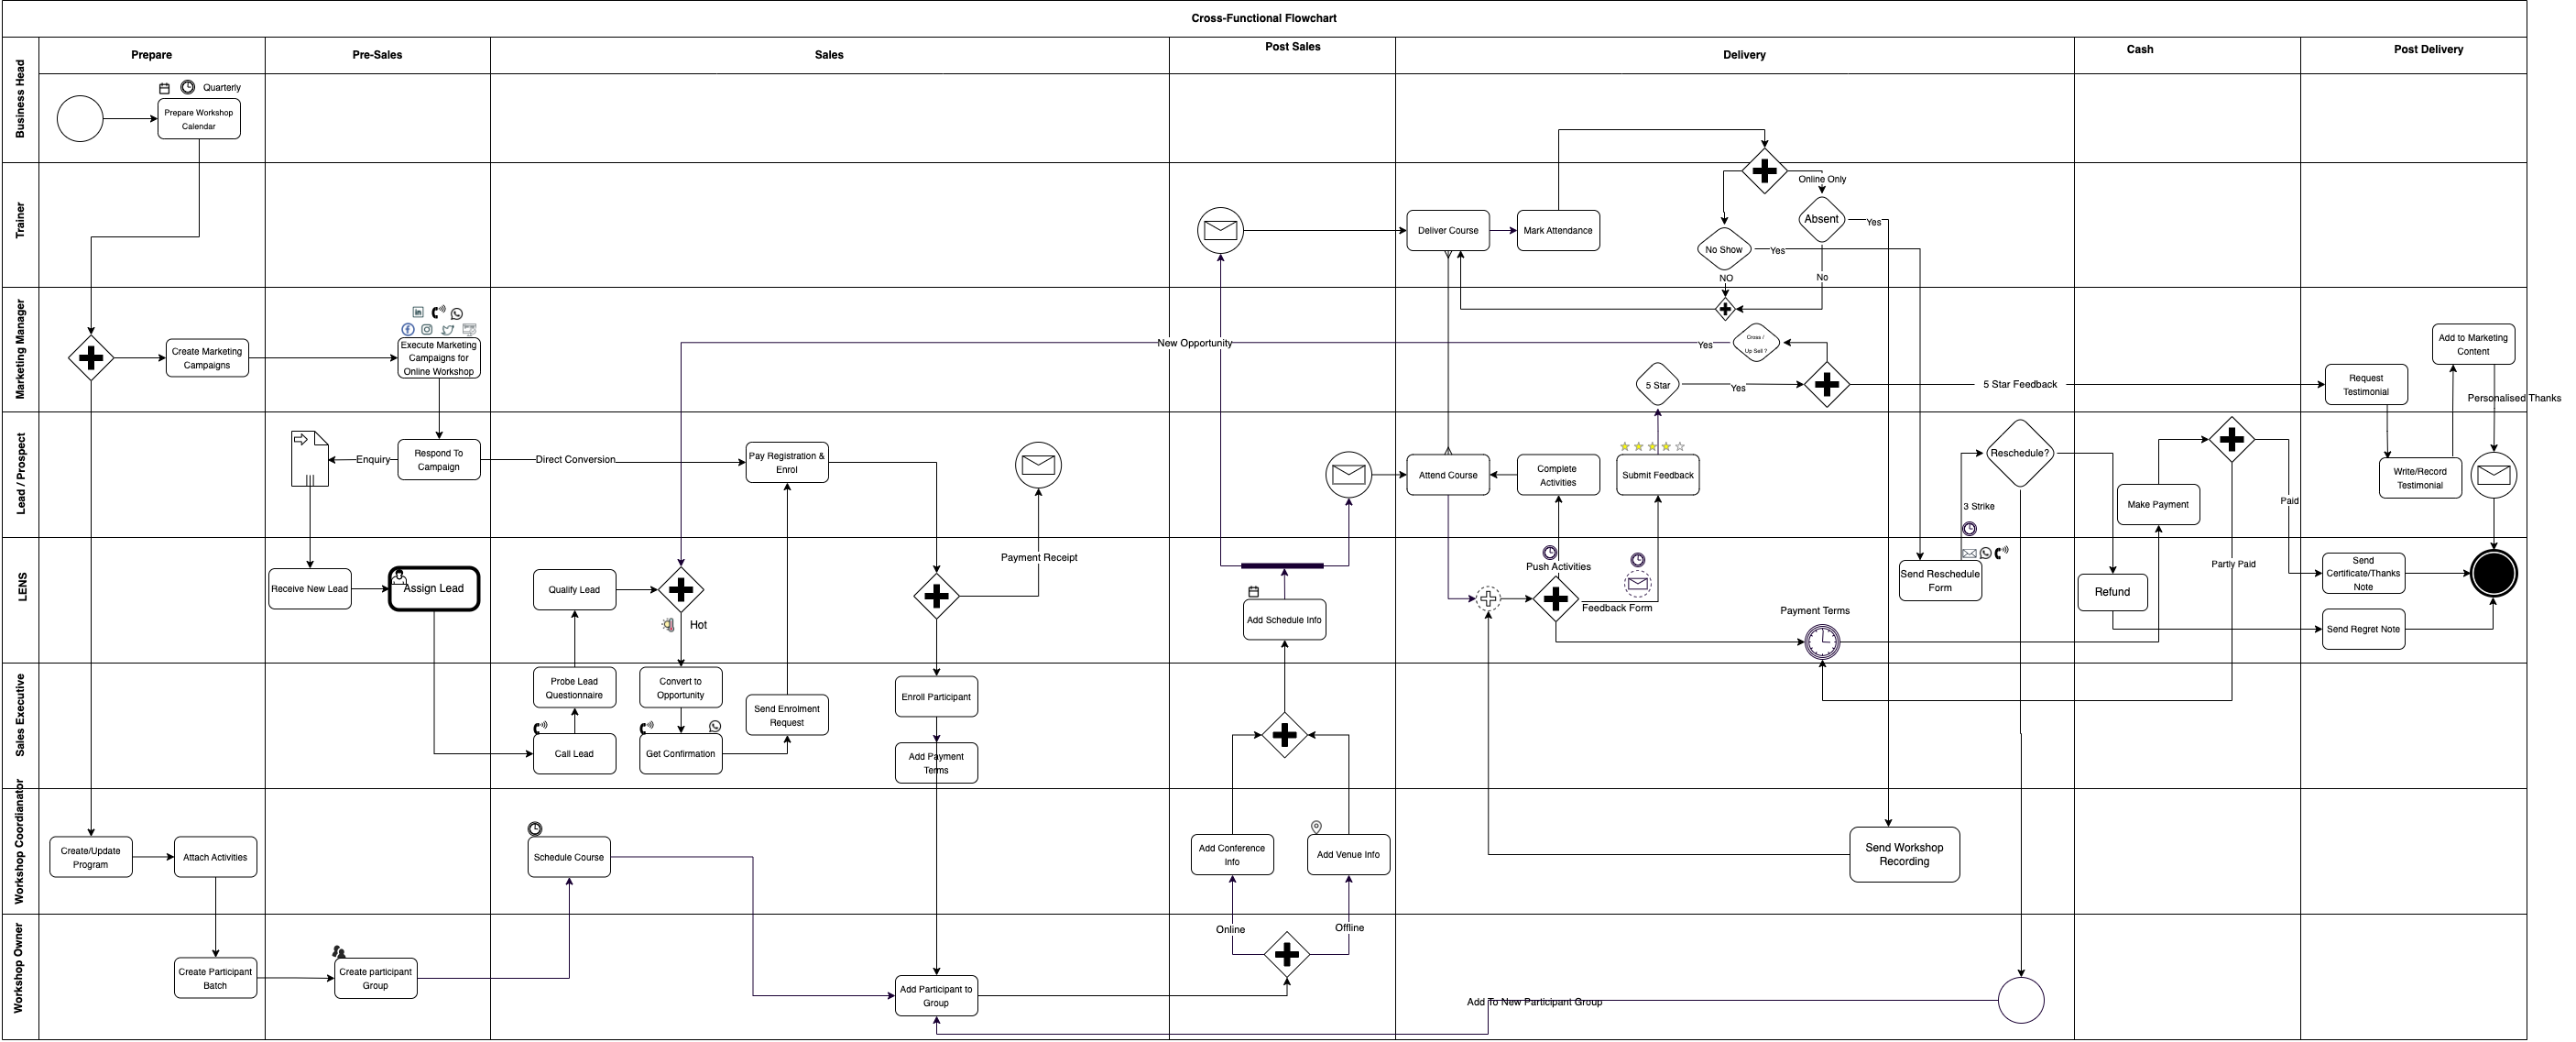 Cross-Functional Flowchart
Prepare
Pre-Sales
Sales
Post Sales
Delivery
Cash
Post Delivery
Business Head
Quarterly
Prepare Workshop
Calendar
Trainer
Online Only
Absent
Yes
Deliver Course
Mark Attendance
No Show
Yes
NO
No
Marketing Manager
Create Marketing
Campaigns
Execute Marketing
Campaigns for
Online Workshop
New Opportunity
Yes
Cross /
Up Sell ?
5 Star
Yes
5 Star Feedback
Request
Testimonial
Add to Marketing
Content
Personalised Thanks
Lead / Prospect
Enquiry
Respond To
Campaign
Direct Conversion
Pay Registration &
Enrol
Attend Course
Complete
Activities
Submit Feedback
Reschedule?
3 Strike
Make Payment
Paid
Write/Record
Testimonial
LENS
Receive New Lead
Assign Lead
Qualify Lead
Hot
Payment Receipt
Add Schedule Info
Push Activities
Feedback Form
Payment Terms
Send Reschedule
Form
Refund
Partly Paid
Send
Certificate/Thanks
Note
Send Regret Note
Sales Executive
Probe Lead
Questionnaire
Call Lead
Convert to
Opportunity
Get Confirmation
Send Enrolment
Request
Enroll Participant
Add Payment
Terms
Workshop Coordianator
Create/Update
Program
Attach Activities
Schedule Course
Add Conference
Info
Add Venue Info
Send Workshop
Recording
Workshop Owner
Create Participant
Batch
Create participant
Group
Add Participant to
Group
Online
Offline
Add To New Participant Group